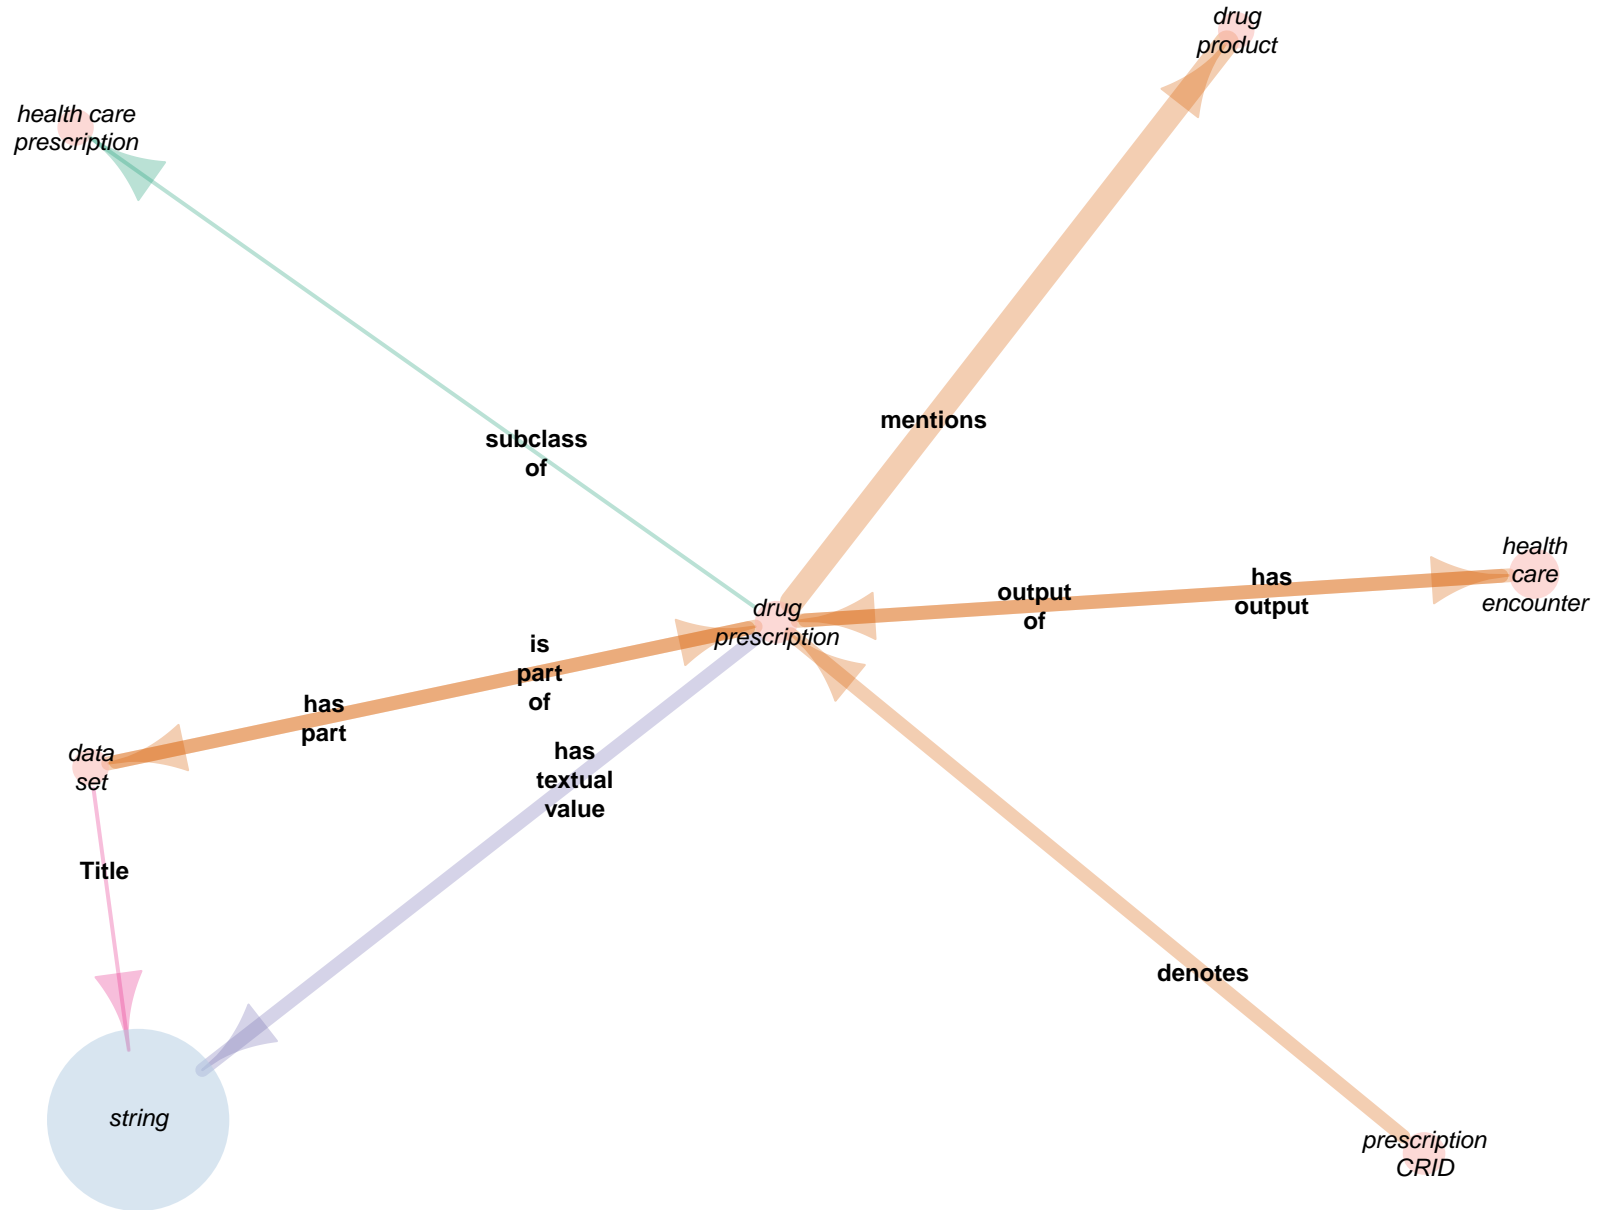 drug
product
health care
prescription
mentions
subclass
of
health
care
encounter
has
output
output
of
drug
prescription
is
part
of
has
part
data
set
has
textual
value
Title
denotes
string
prescription
CRID